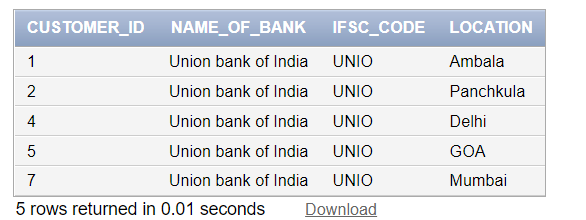 CUSTOMER_ID NAME_OF_BANK IFSC_CODE LOCATION
1 Union bank of India UNIO Ambala
2 Union bank of India UNIO Panchkula
4 Union bank of India UNIO Delhi
5 Union bank of India UNIO GOA
7 Union bank of India UNIO Mumbai
5 rows returned in 0.01 seconds Download